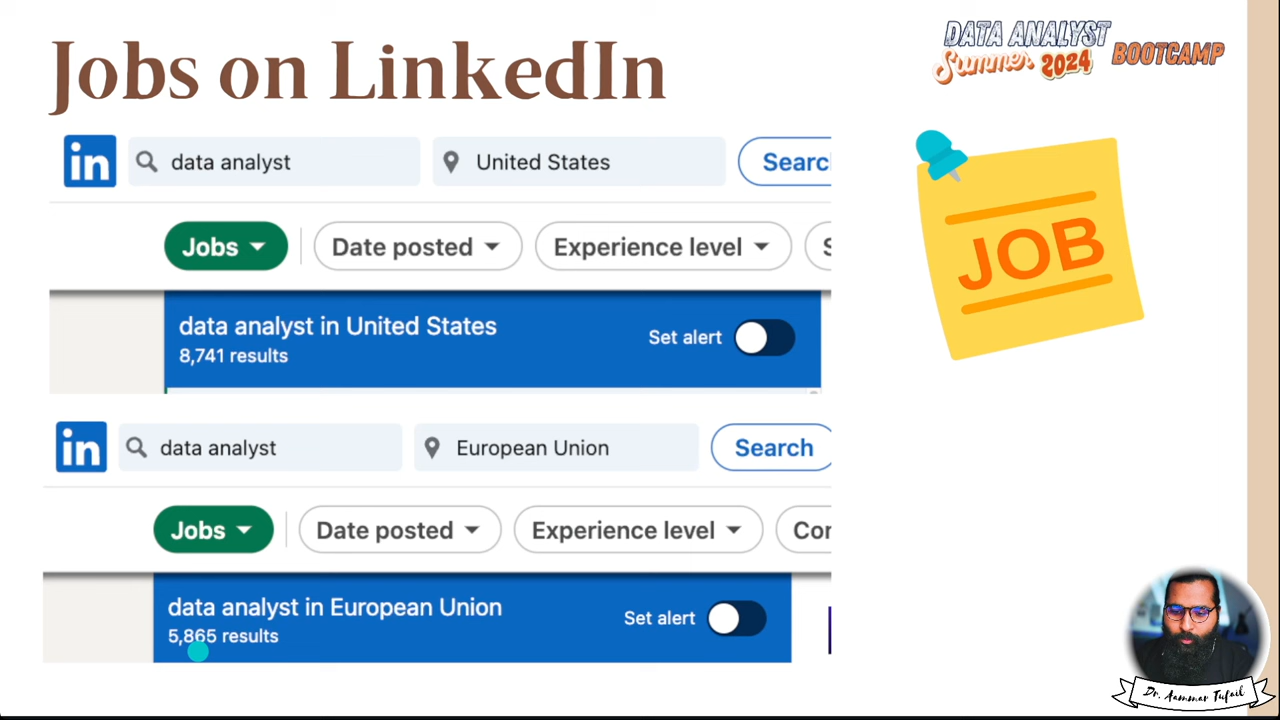 Jobs on LinkedIn
DATA ANALYST
Summer 2024
BOOTCAMP
in
data analyst
United States
Searc
Jobs
Date posted
Experience level
S
data analyst in United States
8,741 results
Set alert
JOB
in
data analyst
European Union
Search
Jobs
Date posted
Experience level
Cor
data analyst in European Union
5,865 results
Set alert
Dr. Aammar Tufail